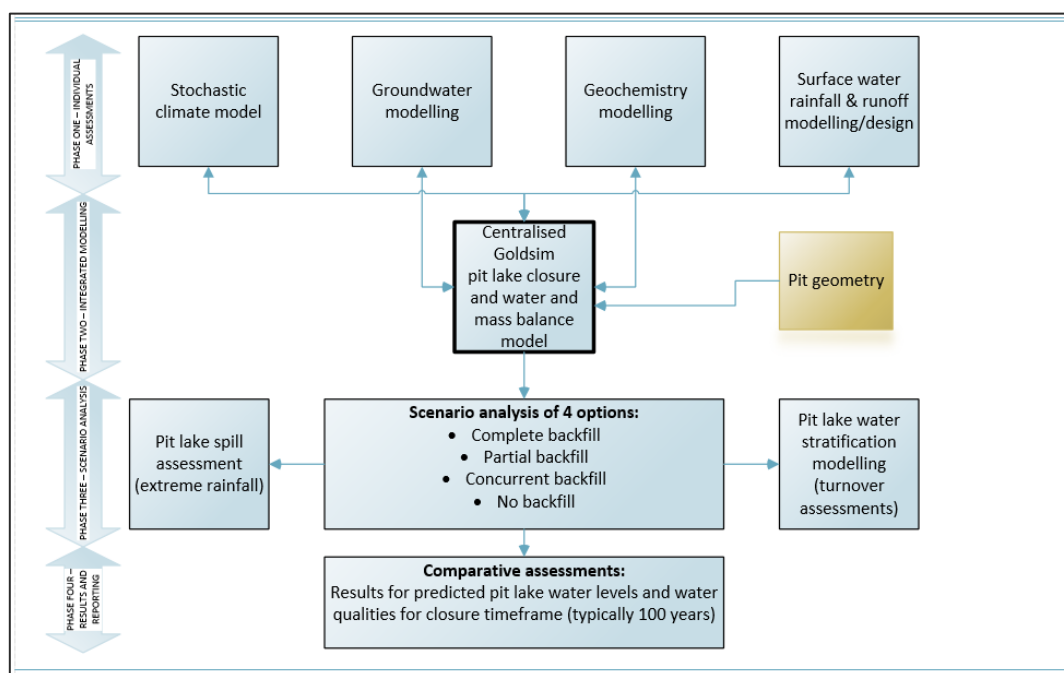 PHASE ONE – INDIVIDUAL
ASSESSMENTS
Stochastic
climate model
Groundwater
modelling
Geochemistry
modelling
Surface water
rainfall & runoff
modelling/design
PHASE TWO – INTEGRATED MODELLING
Centralised
Goldsim
pit lake closure
and water and
mass balance
model
Pit geometry
PHASE THREE – SCENARIO ANALYSIS
Pit lake spill
assessment
(extreme rainfall)
Scenario analysis of 4 options:
• Complete backfill
• Partial backfill
• Concurrent backfill
• No backfill
Pit lake water
stratification
modelling
(turnover
assessments)
PHASE FOUR –
RESULTS AND
REPORTING
Comparative assessments:
Results for predicted pit lake water levels and water
qualities for closure timeframe (typically 100 years)